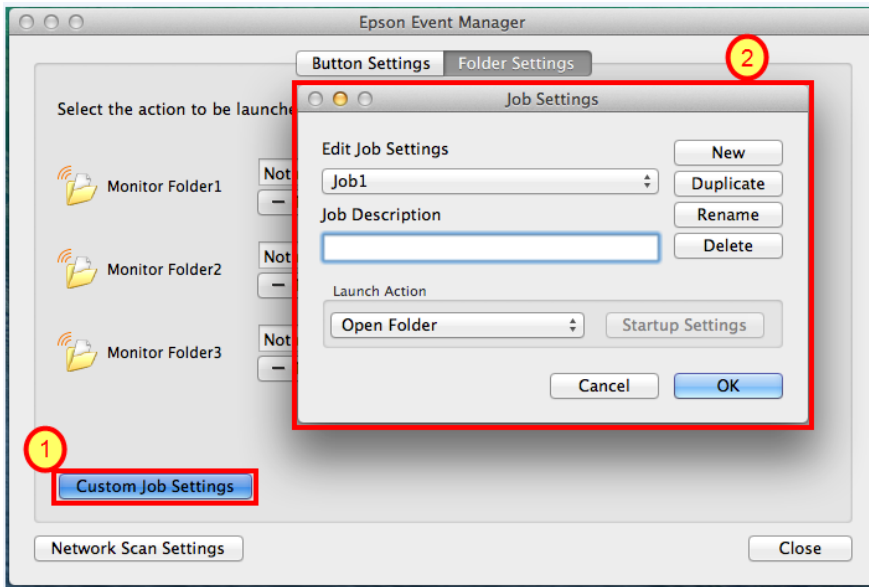 Epson Event Manager
Button Settings
Folder Settings
2
Select the action to be launche
Job Settings
Edit Job Settings
New
Job1
Duplicate
Job Description
Rename
Delete
Monitor Folder1
Not
Monitor Folder2
Not
Launch Action
Open Folder
Startup Settings
Monitor Folder3
Not
Cancel
OK
1
Custom Job Settings
Network Scan Settings
Close